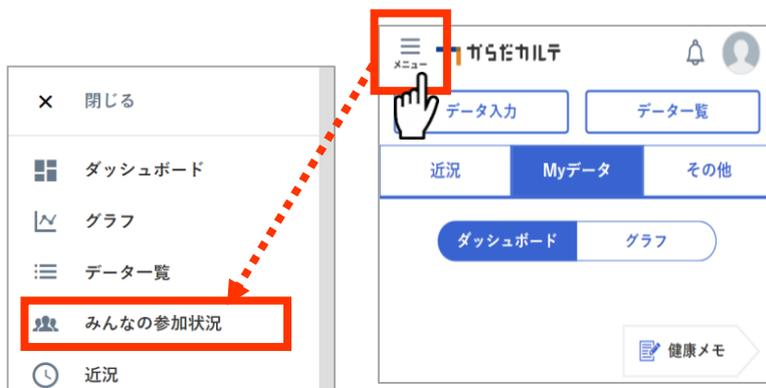 × 閉じる
ダッシュボード
グラフ
データ一覧
みんなの参加状況
近況
メニュー
からだカルテ
データ入力
データ一覧
近況
Myデータ
その他
ダッシュボード
グラフ
健康メモ